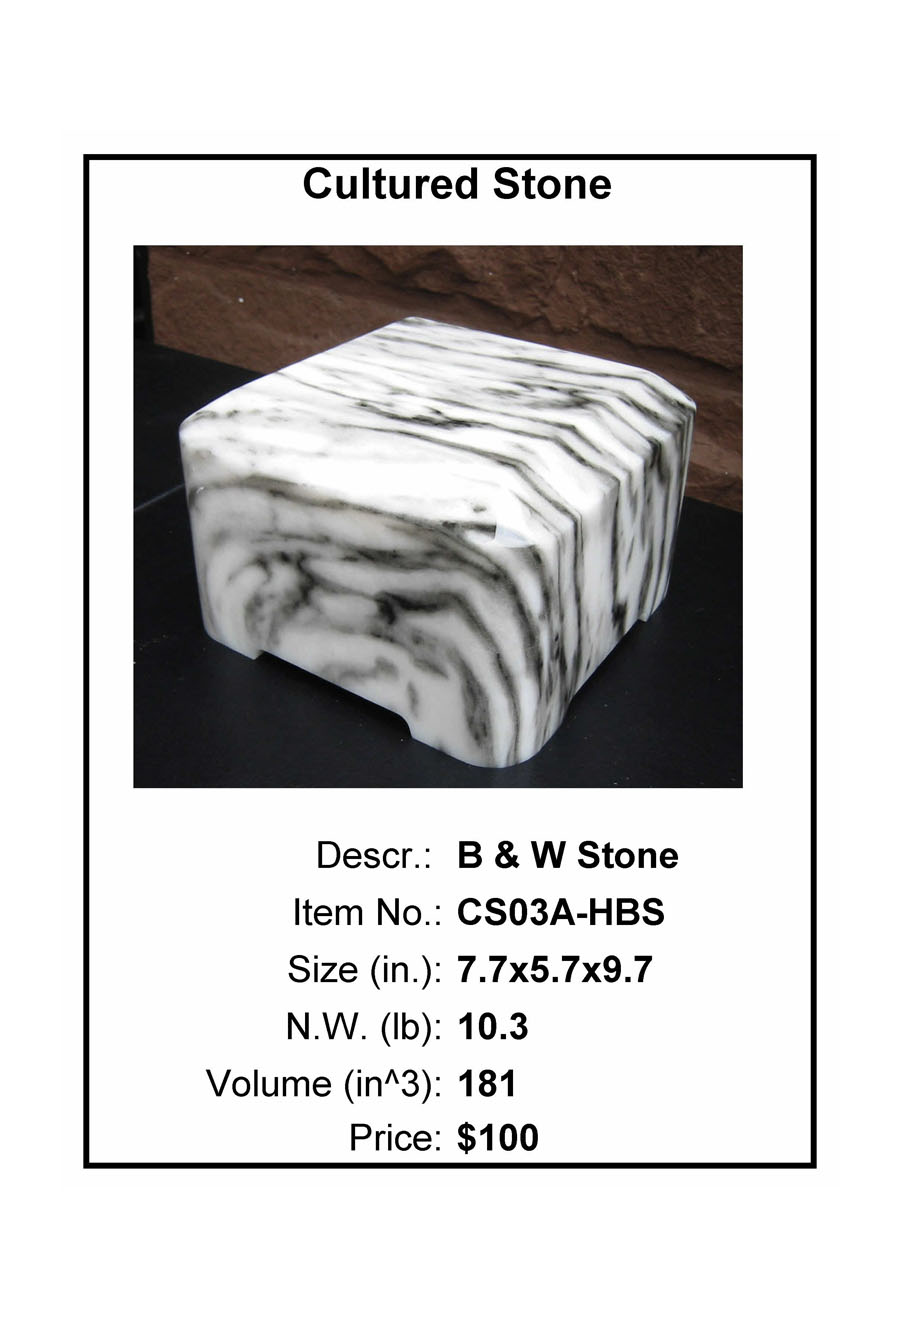 Cultured Stone
Descr.: B & W Stone
Item No.: CS03A-HBS
Size (in.): 7.7x5.7x9.7
N.W. (lb): 10.3
Volume (in^3): 181
Price: $100